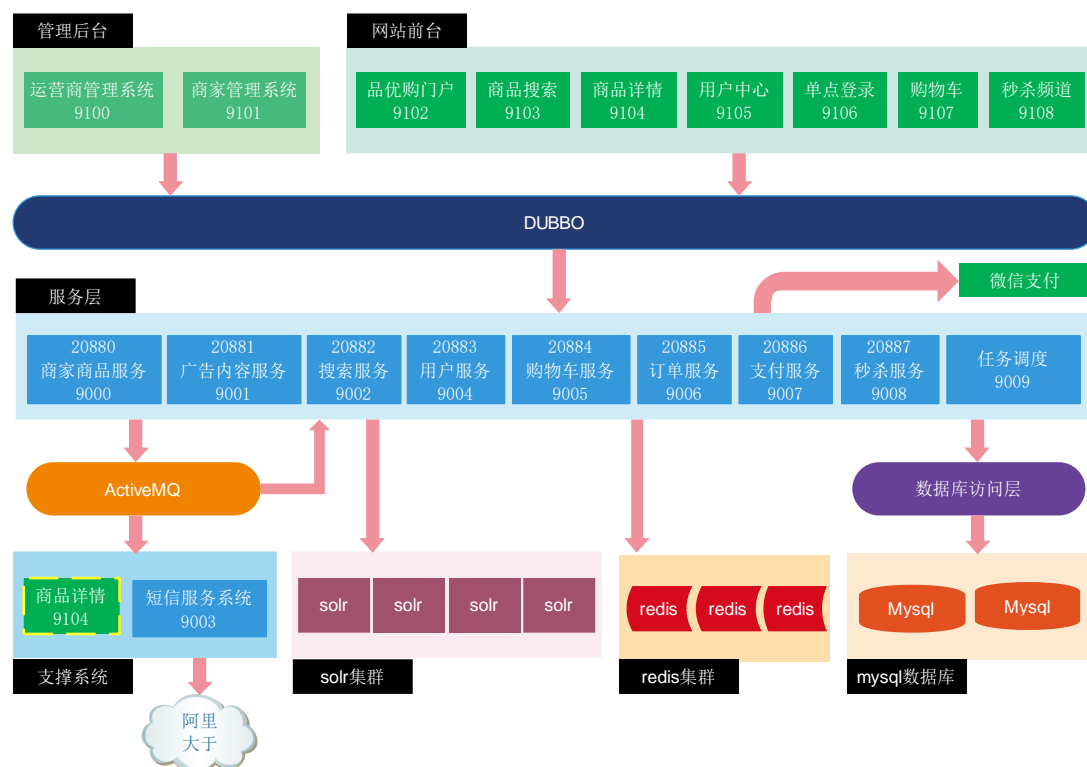 管理后台
网站前台
运营商管理系统
9100
商家管理系统
9101
品优购门户
9102
商品搜索
9103
商品详情
9104
用户中心
9105
单点登录
9106
购物车
9107
秒杀频道
9108
DUBBO
微信支付
服务层
20880
商家商品服务
9000
20881
广告内容服务
9001
20882
搜索服务
9002
20883
用户服务
9004
20884
购物车服务
9005
20885
订单服务
9006
20886
支付服务
9007
20887
秒杀服务
9008
任务调度
9009
ActiveMQ
数据库访问层
商品详情
9104
短信服务系统
9003
solr
solr
solr
solr
redis
redis
redis
Mysql
Mysql
支撑系统
solr集群
redis集群
mysql数据库
阿里
大于